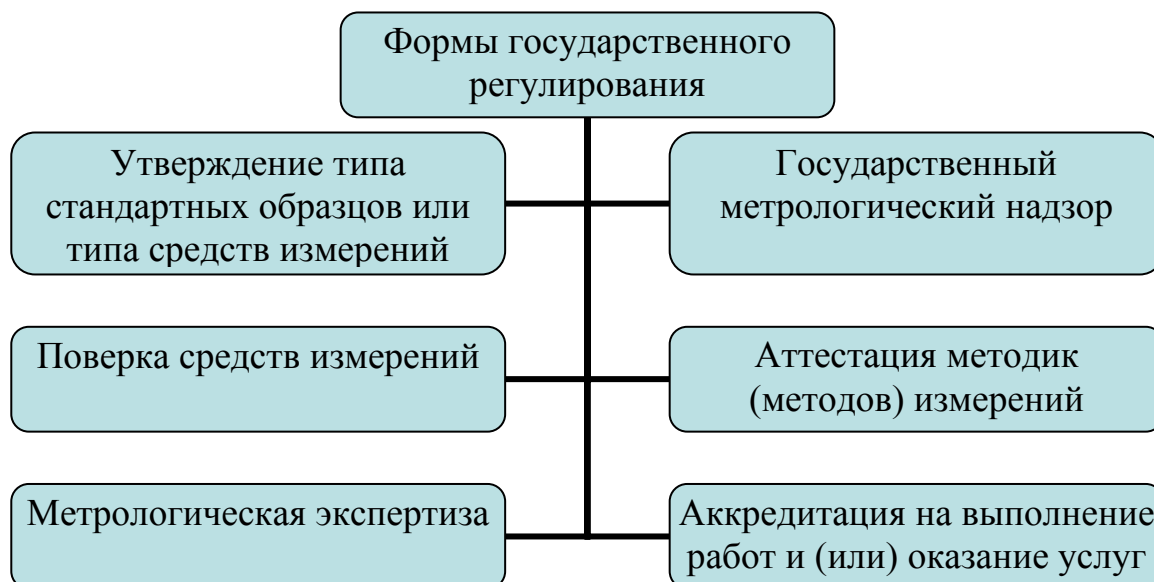 Формы государственного
регулирования
Утверждение типа
стандартных образцов или
типа средств измерений
Государственный
метрологический надзор
Поверка средств измерений
Аттестация методик
(методов) измерений
Метрологическая экспертиза
Аккредитация на выполнение
работ и (или) оказание услуг